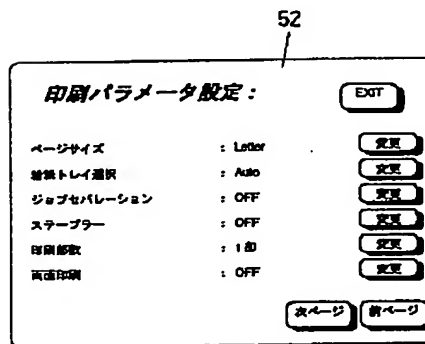 52
印刷パラメータ設定： EXIT
ページサイズ ： Letter 変更
給紙トレイ選択 ： Auto 変更
ジョブセパレーション ： OFF 変更
ステープラー ： OFF 変更
印刷部数 ： 1部 変更
両面印刷 ： OFF 変更
次ページ 前ページ